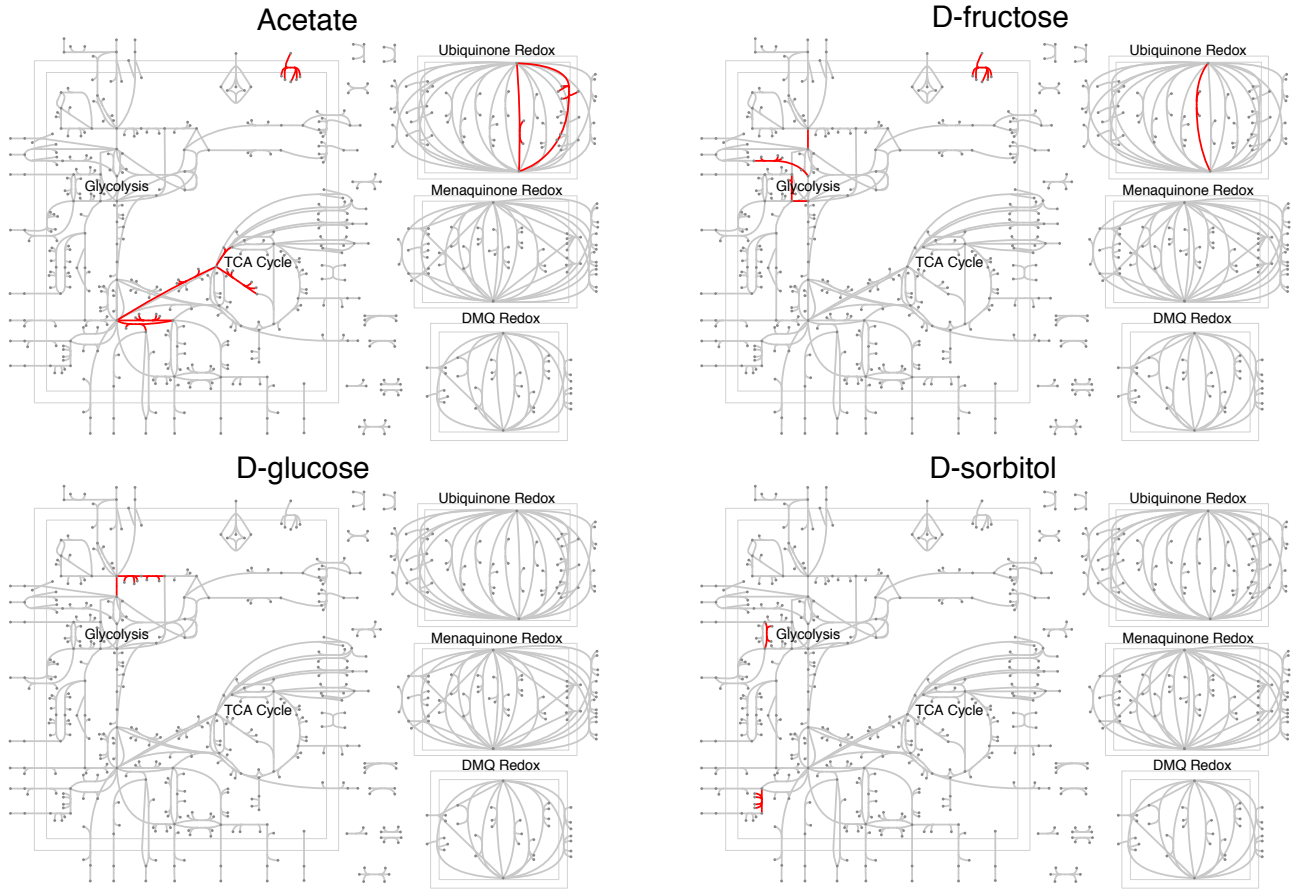 Acetate
Ubiquinone Redox
Glycolysis
Menaquinone Redox
TCA Cycle
DMQ Redox
D-fructose
Ubiquinone Redox
Glycolysis
Menaquinone Redox
TCA Cycle
DMQ Redox
D-glucose
Ubiquinone Redox
Glycolysis
Menaquinone Redox
TCA Cycle
DMQ Redox
D-sorbitol
Ubiquinone Redox
Glycolysis
Menaquinone Redox
TCA Cycle
DMQ Redox